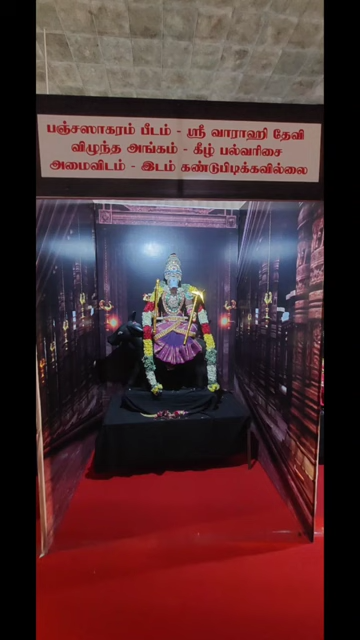 பஞ்சஸாகரம் பீடம் - ஸ்ரீ வாராஹி தேவி
விழுந்த அங்கம் - கீழ் பல்வரிசை
அமைவிடம் - இடம் கண்டுபிடிக்கவில்லை